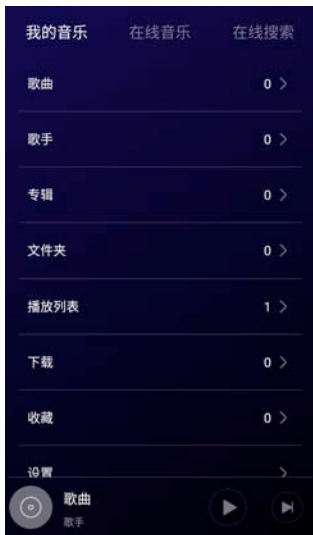 我的音乐 在线音乐 在线搜索
歌曲 0
歌手 0
专辑 0
文件夹 0
播放列表 1
下载 0
收藏 0
设置
歌曲
歌手